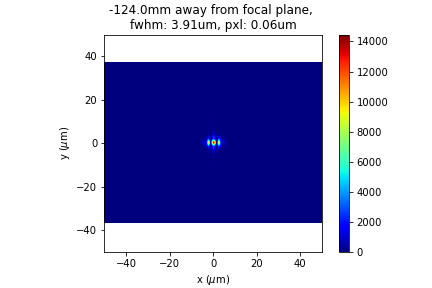 -124.0mm away from focal plane,
fwhm: 3.91um, pxl: 0.06um
y (μm)
40
20
0
−20
−40
−40 −20 0 20 40
x (μm)
14000
12000
10000
8000
6000
4000
2000
0